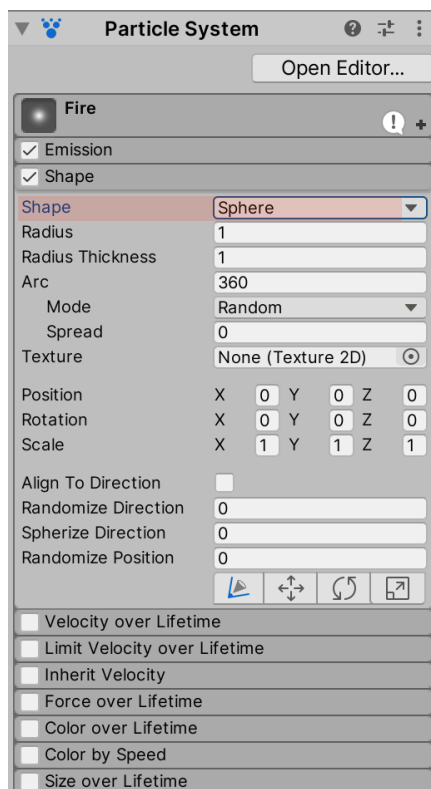 Particle System
Open Editor...
Fire
Emission
Shape
Shape Sphere
Radius 1
Radius Thickness 1
Arc 360
Mode Random
Spread 0
Texture None (Texture 2D)
Position X 0 Y 0 Z 0
Rotation X 0 Y 0 Z 0
Scale X 1 Y 1 Z 1
Align To Direction
Randomize Direction 0
Spherize Direction 0
Randomize Position 0
Velocity over Lifetime
Limit Velocity over Lifetime
Inherit Velocity
Force over Lifetime
Color over Lifetime
Color by Speed
Size over Lifetime